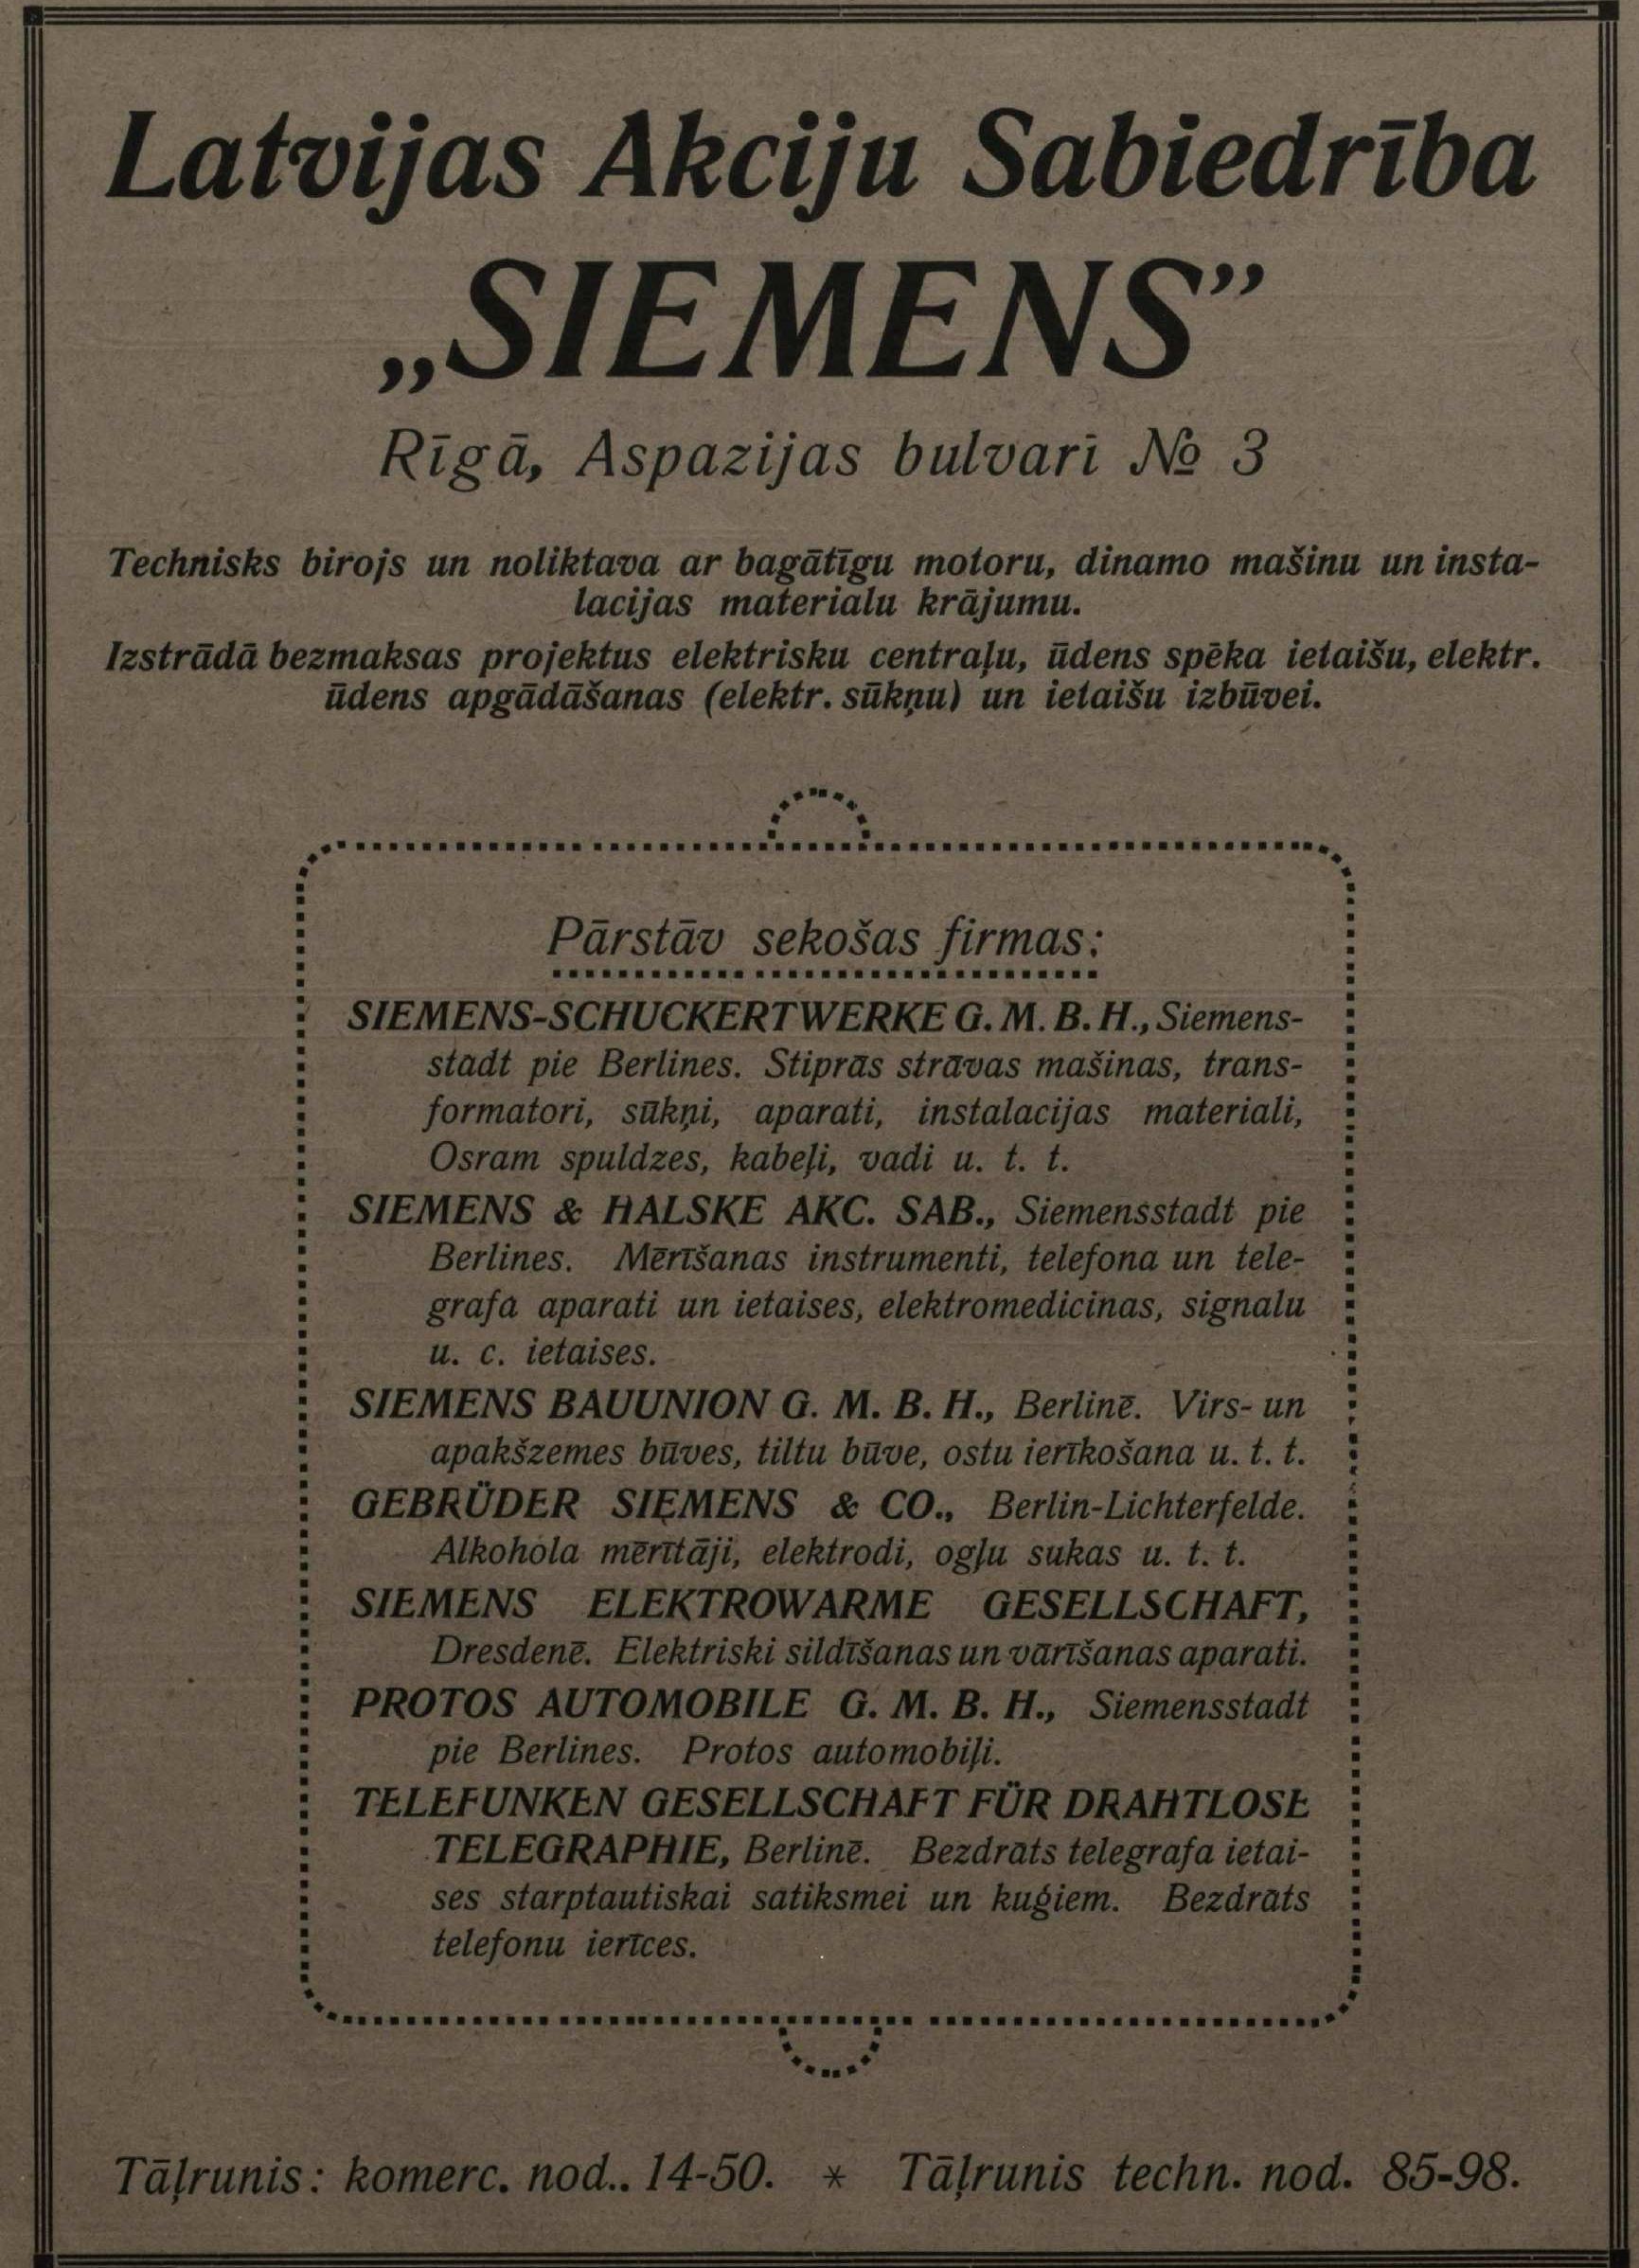 Latvijas Akciju Sabiedrība
„SIEMENS”
Rīgā, Aspazijas bulvarī № 3
Technisks birojs un noliktava ar bagātīgu motoru, dinamo mašinu un insta-
lacijas materialu krājumu.
Izstrādā bezmaksas projektus elektrisku centraļu, ūdens spēka ietaišu, elektr.
ūdens apgādāšanas (elektr. sūkņu) un ietaišu izbūvei.
Pārstāv sekošas firmas:
SIEMENS-SCHUCKERTWERKE G. M. B. H., Siemens-
stadt pie Berlines. Stiprās strāvas mašinas, trans-
formatori, sūkņi, aparati, instalacijas materiali,
Osram spuldzes, kabeļi, vadi u. t. t.
SIEMENS & HALSKE AKC. SAB., Siemensstadt pie
Berlines. Mērīšanas instrumenti, telefona un tele-
grafa aparati un ietaises, elektromedicinas, signalu
u. c. ietaises.
SIEMENS BAUUNION G. M. B. H., Berlinē. Virs- un
apakšzemes būves, tiltu būve, ostu ierīkošana u. t. t.
GEBRÜDER SIEMENS & CO., Berlin-Lichterfelde.
Alkohola mērītāji, elektrodi, ogļu sukas u. t. t.
SIEMENS ELEKTROWARME GESELLSCHAFT,
Dresdenē. Elektriski sildīšanas un vārīšanas aparati.
PROTOS AUTOMOBILE G. M. B. H., Siemensstadt
pie Berlines. Protos automobiļi.
TELEFUNKEN GESELLSCHAFT FÜR DRAHTLOSE
TELEGRAPHIE, Berlinē. Bezdrāts telegrafa ietai-
ses starptautiskai satiksmei un kuģiem. Bezdrāts
telefonu ierīces.
Tāļrunis: komerc. nod.. 14-50. * Tāļrunis techn. nod. 85-98.